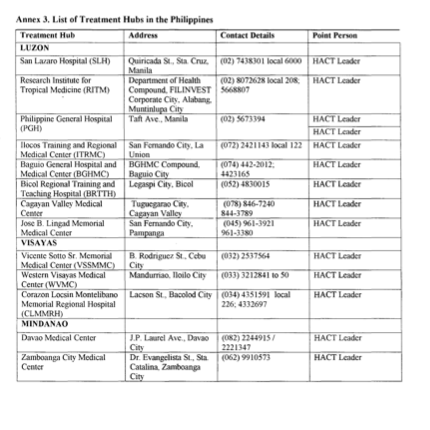 Annex 3. List of Treatment Hubs in the Philippines
Treatment Hub Address Contact Details Point Person
LUZON
San Lazaro Hospital (SLH) Quiricada St., Sta. Cruz, (02) 7438301 local 6000 HACT Leader
Manila
Research Institute for Department of Health (02) 8072628 local 208; HACT Leader
Tropical Medicine (RITM) Compound, FILINVEST 5668807
Corporate City, Alabang,
Muntinlupa City
Philippine General Hospital Taft Ave., Manila (02) 5673394 HACT Leader
(PGH) HACT Leader
Ilocos Training and Regional San Fernando City, La (072) 2421143 local 122 HACT Leader
Medical Center (ITRMC) Union
Baguio General Hospital and BGHMC Compound, (074) 442-2012; HACT Leader
Medical Center (BGHMC) Baguio City 4423165
Bicol Regional Training and Legaspi City, Bicol (052) 4830015 HACT Leader
Teaching Hospital (BRTTH)
Cagayan Valley Medical Tuguegarao City, (078) 846-7240 HACT Leader
Center Cagayan Valley 844-3789
Jose B. Lingad Memorial San Fernando City, (045) 961-3921 HACT Leader
Medical Center Pampanga 961-3380
VISAYAS
Vicente Sotto Sr. Memorial B. Rodriguez St., Cebu (032) 2537564 HACT Leader
Medical Center (VSSMMC) City
Western Visayas Medical Mandurriao, Iloilo City (033) 3212841 to 50 HACT Leader
Center (WVMC)
Corazon Locsin Montelibano Lacson St., Bacolod City (034) 4351591 local HACT Leader
Memorial Regional Hospital 226; 4332697
(CLMMRH)
MINDANAO
Davao Medical Center J.P. Laurel Ave., Davao (082) 2244915 / HACT Leader
City 2221347
Zamboanga City Medical Dr. Evangelista St., Sta. (062) 9910573 HACT Leader
Center Catalina, Zamboanga
City